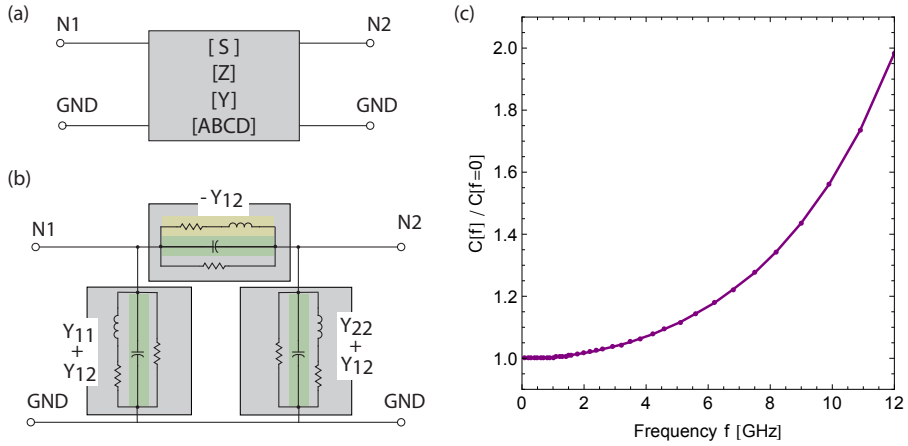 (a)
N1
N2
[ S ]
[Z]
[Y]
[ABCD]
GND
GND
(b)
- Y12
N1
N2
Y11
+
Y12
Y22
+
Y12
GND
GND
(c)
C[f] / C[f=0]
2.0
1.8
1.6
1.4
1.2
1.0
0
2
4
6
8
10
12
Frequency f [GHz]